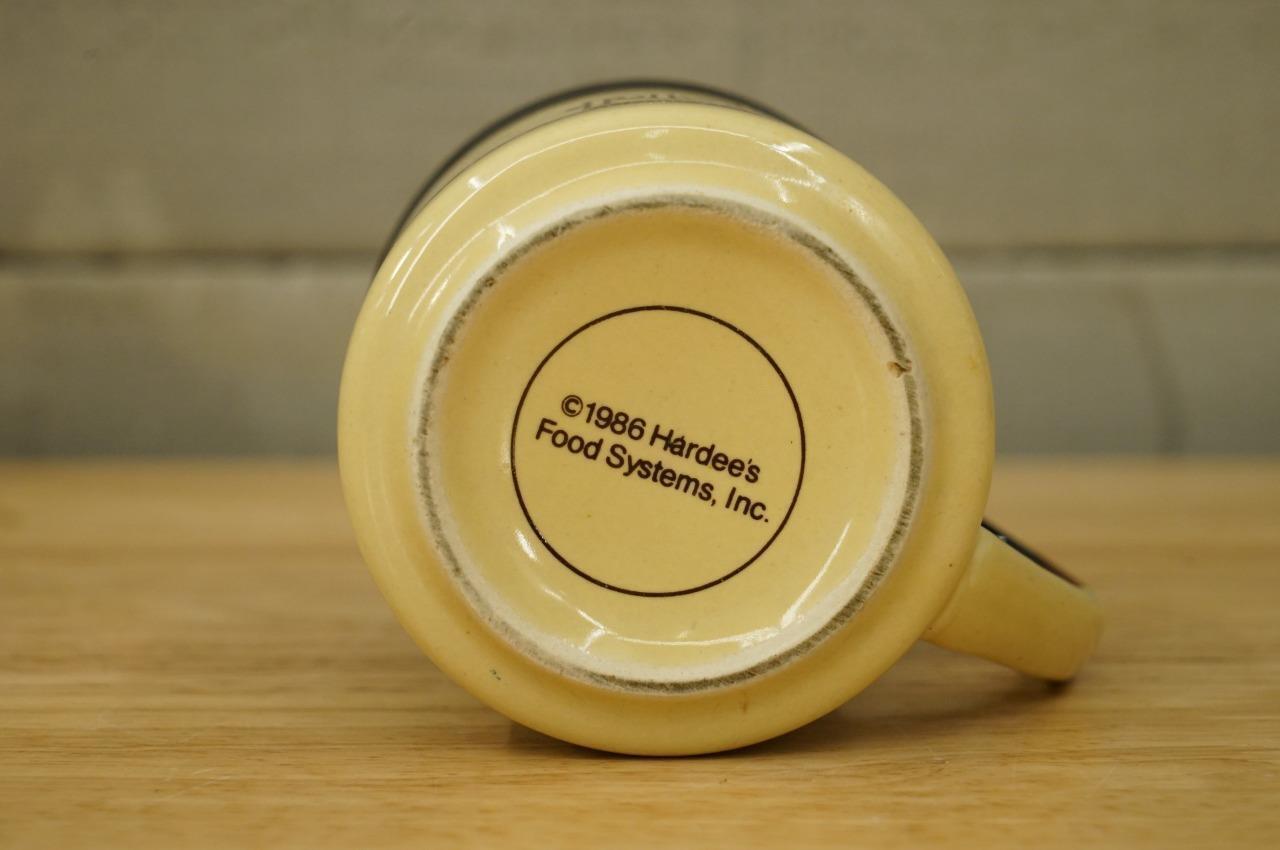 ©1986 Hardee's
Food Systems, Inc.